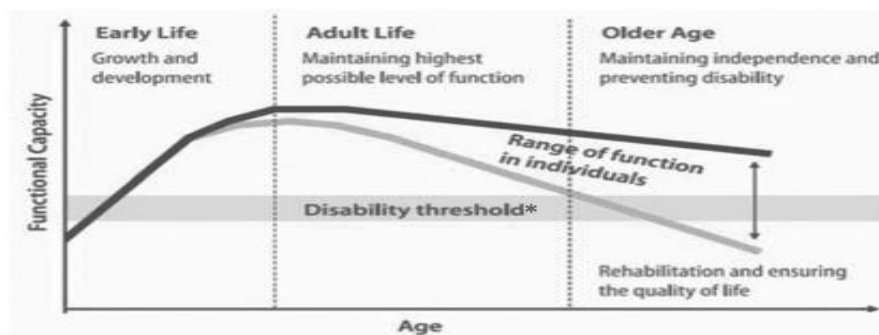 Early Life
Growth and
development
Adult Life
Maintaining highest
possible level of function
Older Age
Maintaining independence and
preventing disability
Functional Capacity
Range of function
in individuals
Disability threshold*
Rehabilitation and ensuring
the quality of life
Age